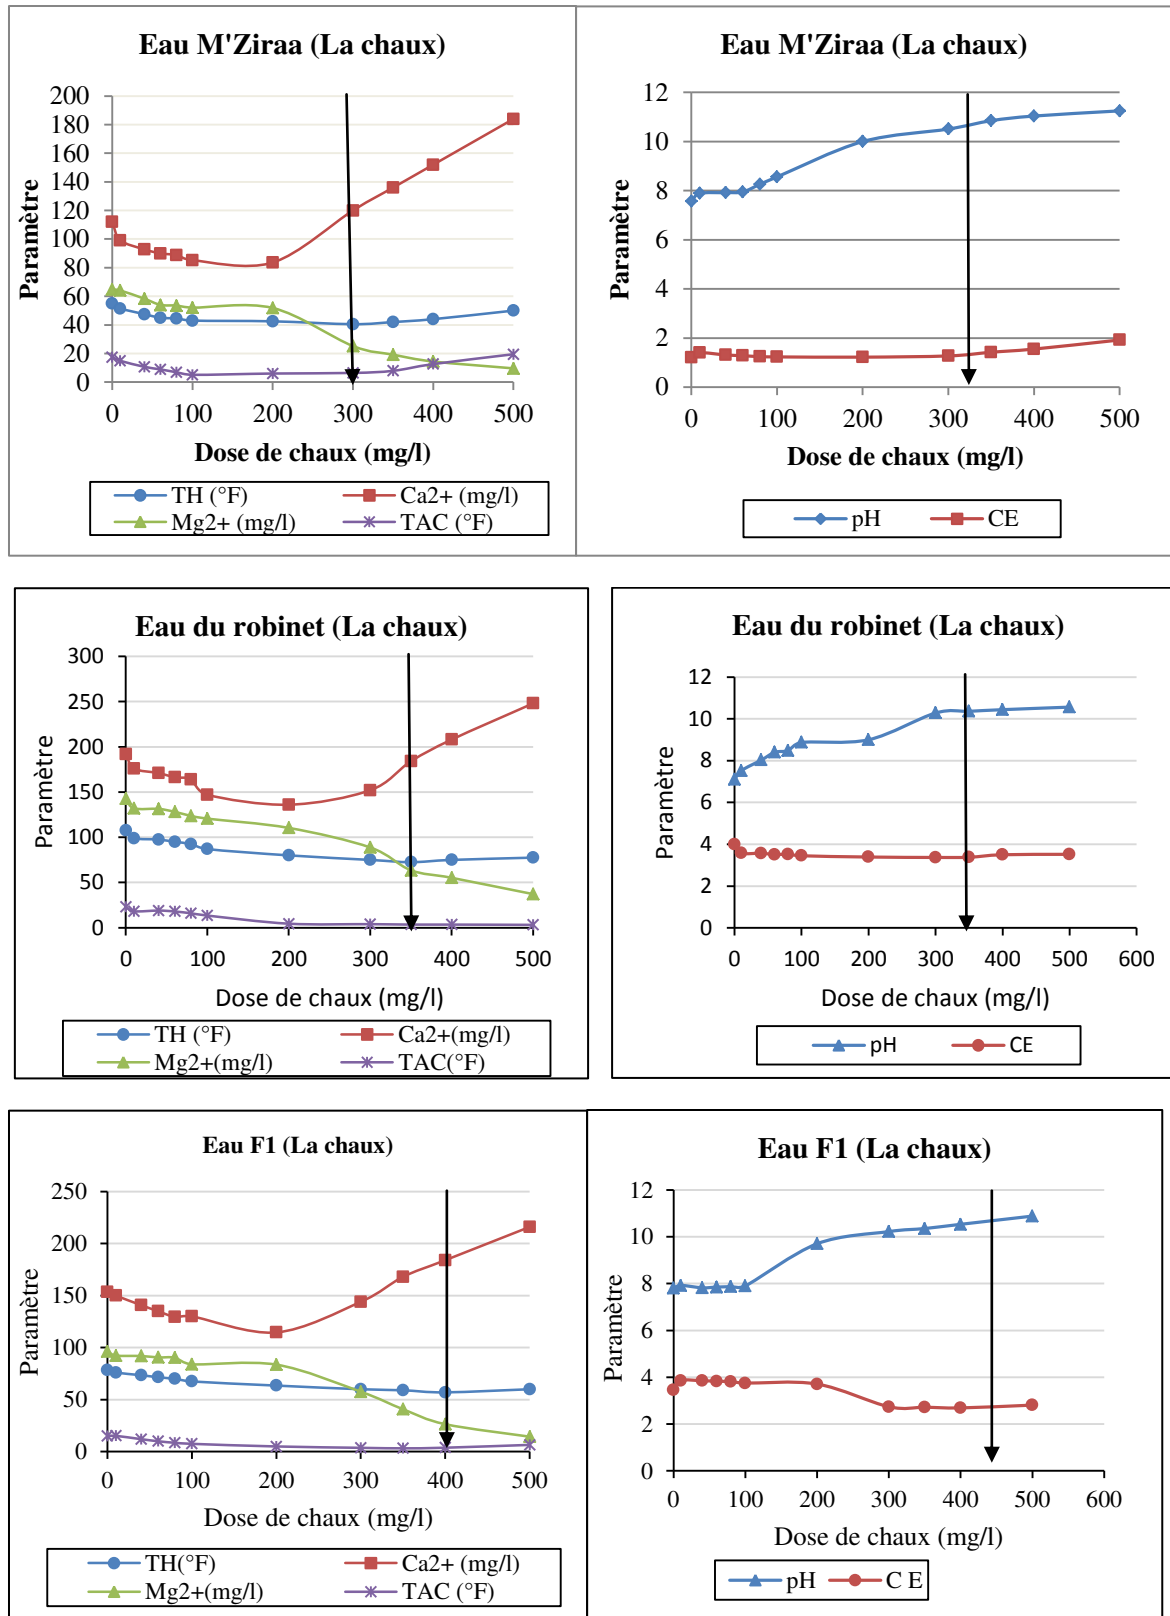 Eau M'Ziraa (La chaux)
200
180
160
140
120
100
80
60
40
20
0
Paramètre
0 100 200 300 400 500
Dose de chaux (mg/l)
TH (°F) Ca2+ (mg/l)
Mg2+ (mg/l) TAC (°F)
Eau M'Ziraa (La chaux)
12
10
8
6
4
2
0
Paramètre
0 100 200 300 400 500
Dose de chaux (mg/l)
pH CE
Eau du robinet (La chaux)
300
250
200
150
100
50
0
Paramètre
0 100 200 300 400 500
Dose de chaux (mg/l)
TH (°F) Ca2+(mg/l)
Mg2+(mg/l) TAC(°F)
Eau du robinet (La chaux)
12
10
8
6
4
2
0
Paramètre
0 100 200 300 400 500 600
Dose de chaux (mg/l)
pH CE
Eau F1 (La chaux)
250
200
150
100
50
0
Paramètre
0 100 200 300 400 500
Dose de chaux (mg/l)
TH(°F) Ca2+ (mg/l)
Mg2+(mg/l) TAC (°F)
Eau F1 (La chaux)
12
10
8
6
4
2
0
Paramètre
0 100 200 300 400 500 600
Dose de chaux (mg/l)
pH C E